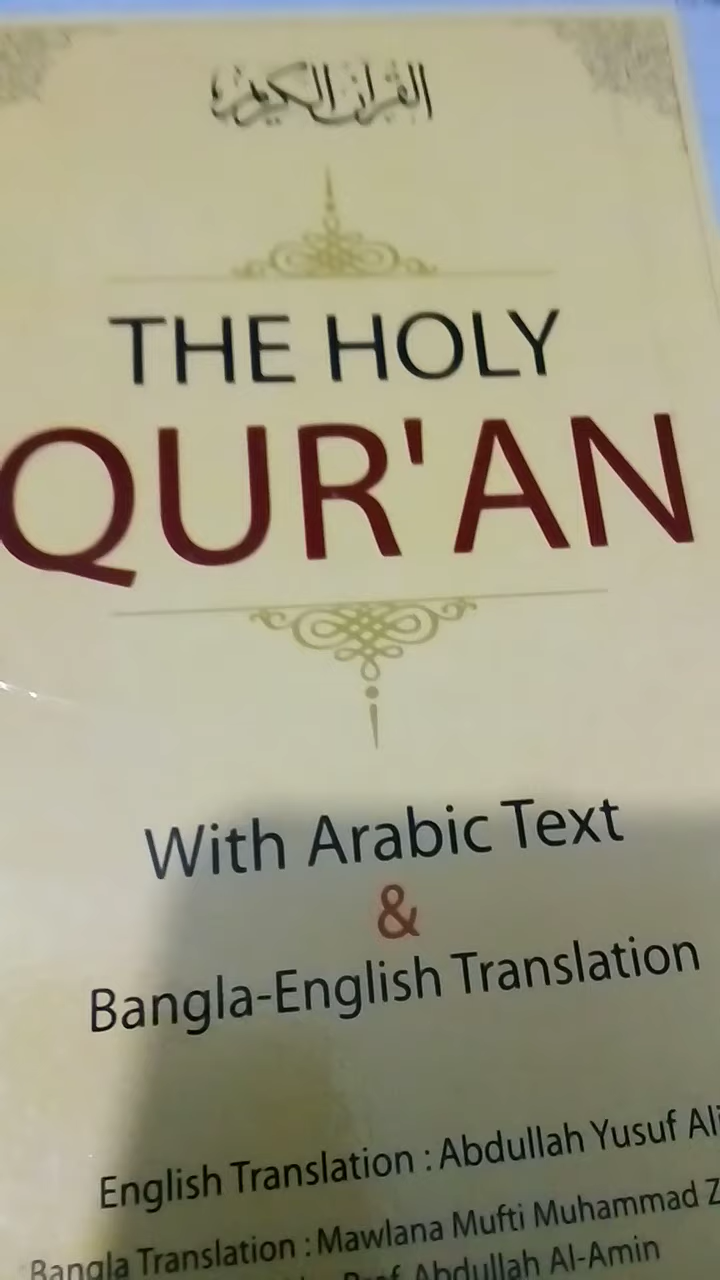 القرآن الكريم
THE HOLY
QUR'AN
With Arabic Text
&
Bangla-English Translation
English Translation : Abdullah Yusuf Ali
Bangla Translation : Mawlana Mufti Muhammad
Prof. Abdullah Al-Amin